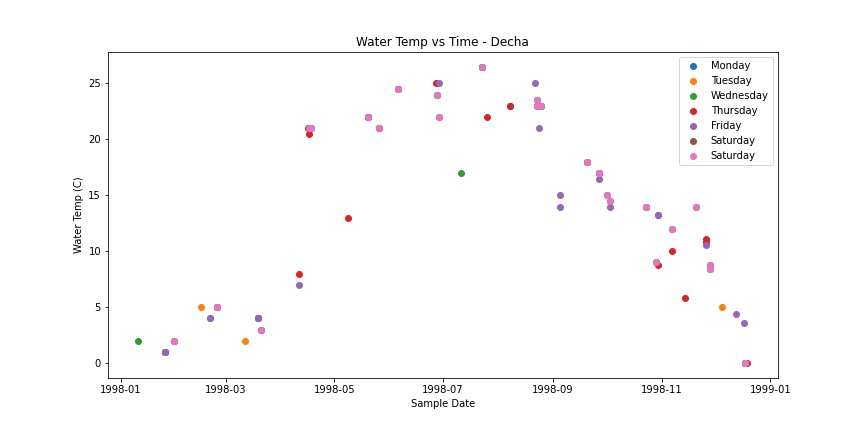 Water Temp vs Time - Decha
Monday
Tuesday
Wednesday
Thursday
Friday
Saturday
Saturday
25
20
15
10
5
0
Water Temp (C)
1998-01 1998-03 1998-05 1998-07 1998-09 1998-11 1999-01
Sample Date